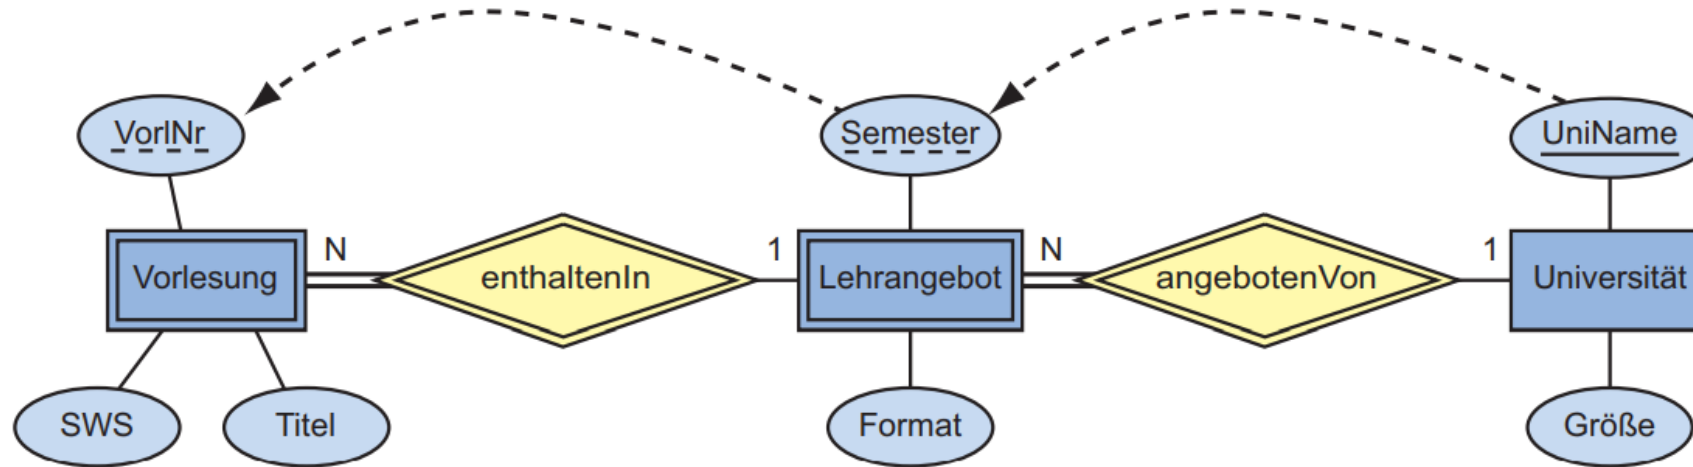 VorlNr
Semester
UniName
Vorlesung
N
enthaltenIn
1
Lehrangebot
N
angebotenVon
1
Universität
SWS
Titel
Format
Größe